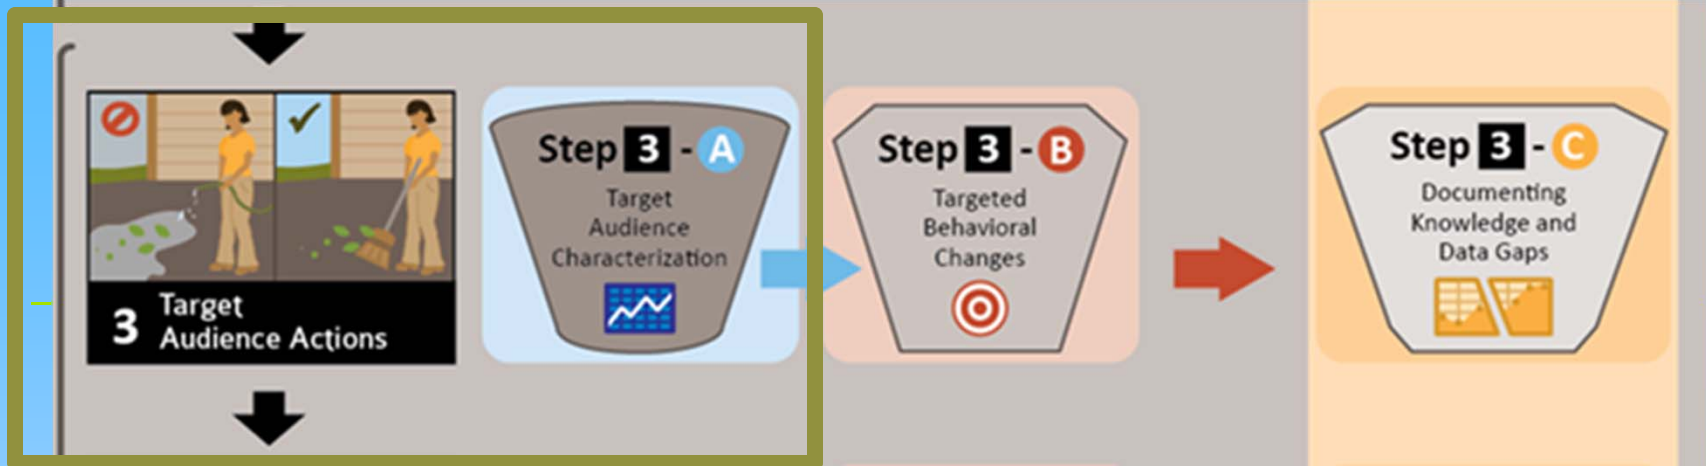 3 Target
Audience Actions
Step 3 - A
Target
Audience
Characterization
Step 3 - B
Targeted
Behavioral
Changes
Step 3 - C
Documenting
Knowledge and
Data Gaps